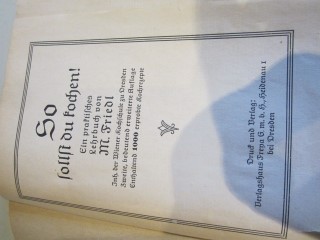 So
sollst Du kochen!
Ein praktisches
Lehrbuch von
M. Friedl
Inh. der Wiener Kochschule zu Dresden
Zweite, bedeutend erweiterte Auflage
Enthaltend 1000 erprobte Kochrezepte
Druck und Verlag:
Verlagshaus Freya G. m. b. H., Heidenau 1
bei Dresden